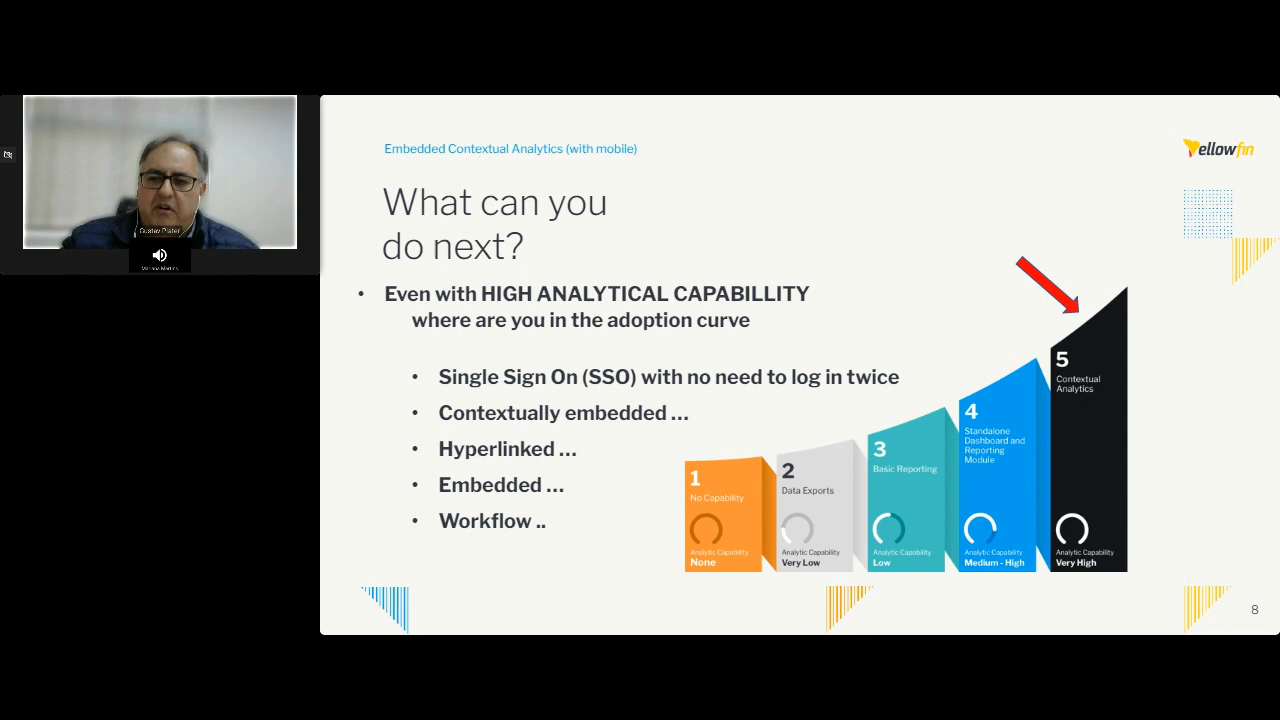 Gustav Piater
Embedded Contextual Analytics (with mobile)
Yellowfin
What can you
do next?
• Even with HIGH ANALYTICAL CAPABILLITY
where are you in the adoption curve
• Single Sign On (SSO) with no need to log in twice
• Contextually embedded ...
• Hyperlinked ...
• Embedded ...
• Workflow ..
1
No Capability
Analytic Capability
None
2
Data Exports
Analytic Capability
Very Low
3
Basic Reporting
Analytic Capability
Low
4
Standalone
Dashboard and
Reporting
Module
Analytic Capability
Medium - High
5
Contextual
Analytics
Analytic Capability
Very High
8